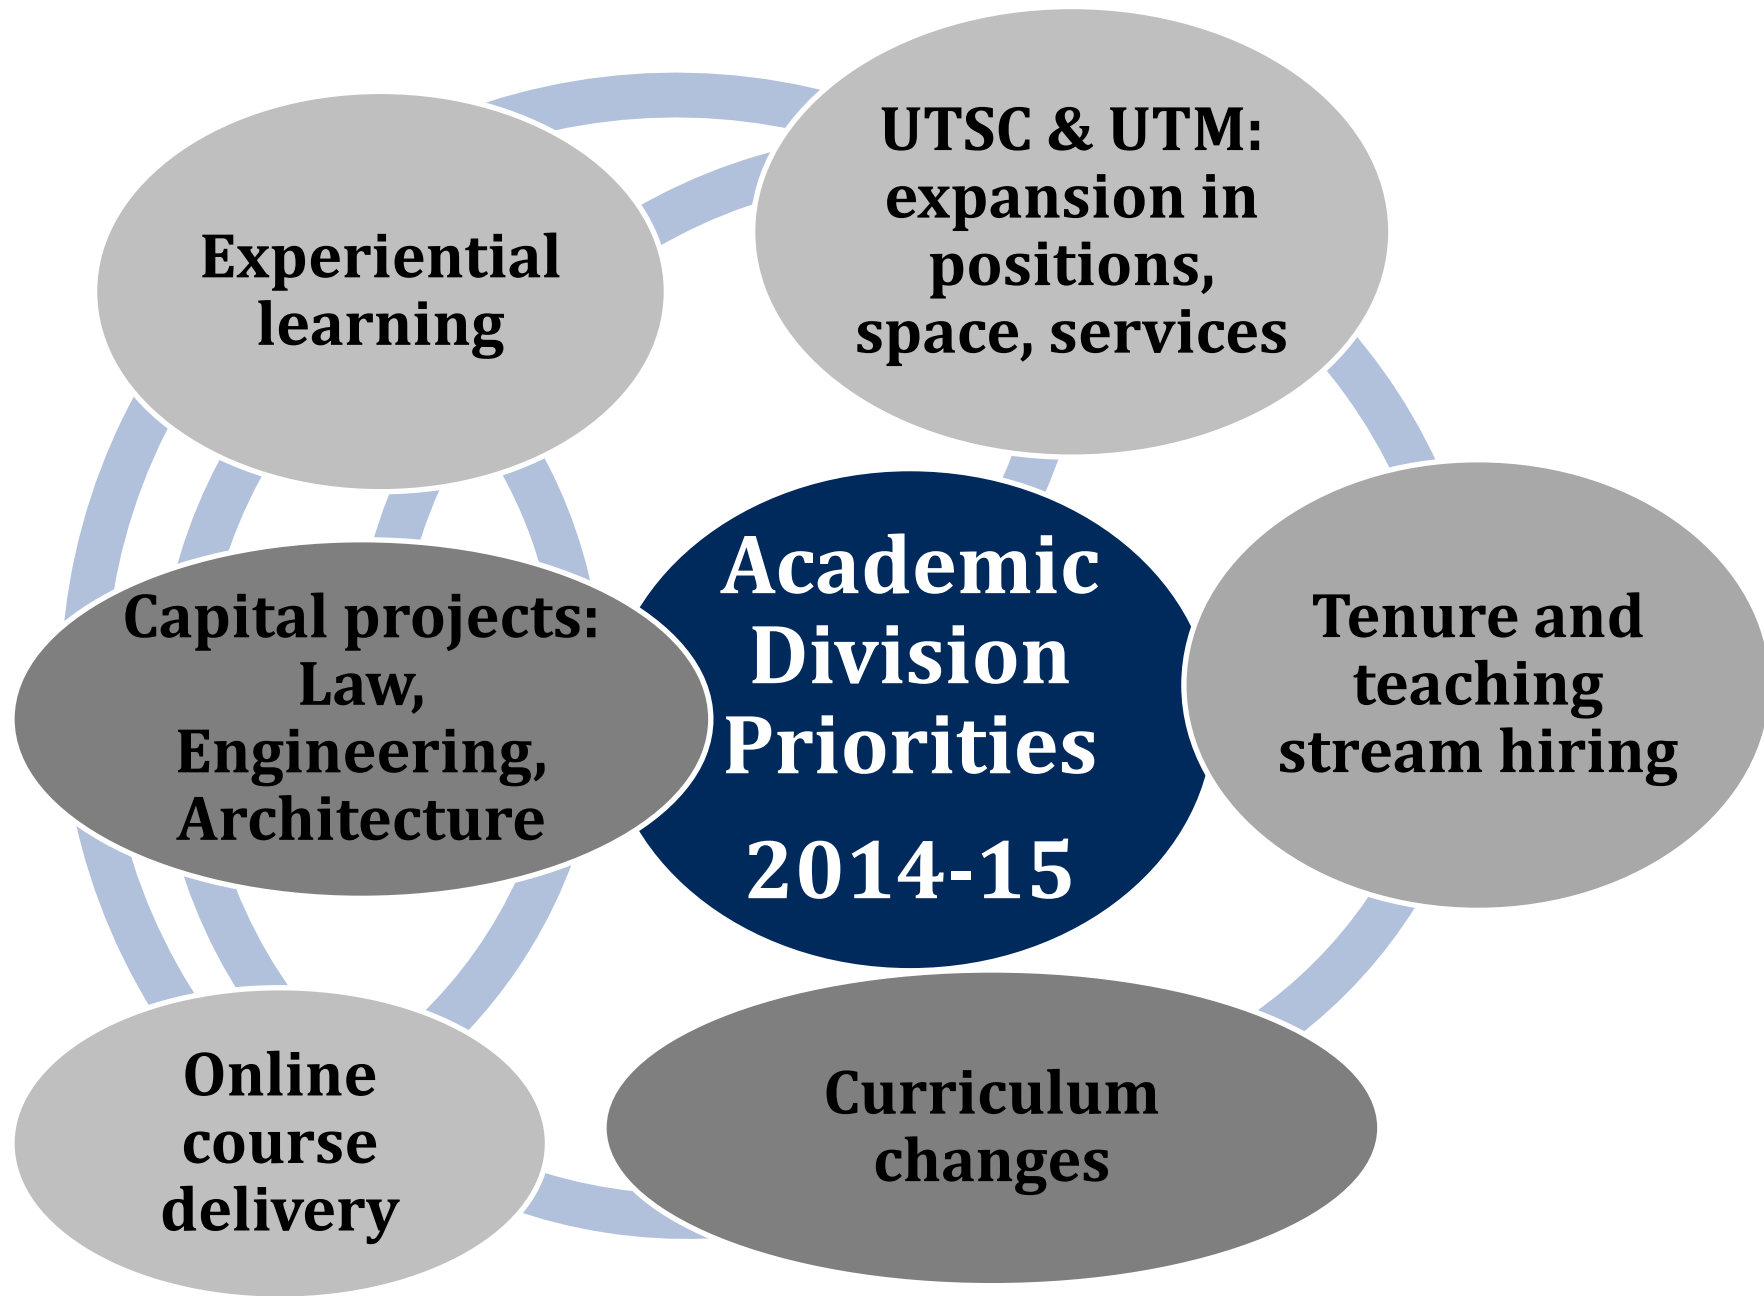 Experiential
learning
UTSC & UTM:
expansion in
positions,
space, services
Capital projects:
Law,
Engineering,
Architecture
Academic
Division
Priorities
2014-15
Tenure and
teaching
stream hiring
Online
course
delivery
Curriculum
changes